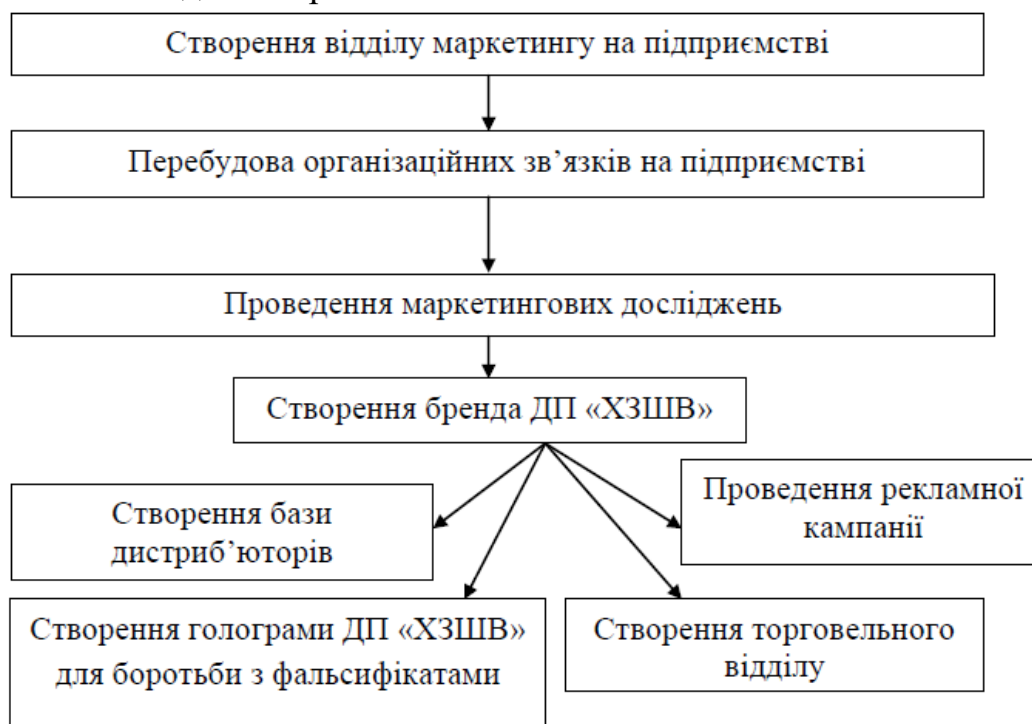 Створення відділу маркетингу на підприємстві
Перебудова організаційних зв’язків на підприємстві
Проведення маркетингових досліджень
Створення бренда ДП «ХЗШВ»
Створення бази
дистриб’юторів
Проведення рекламної
кампанії
Створення голограми ДП «ХЗШВ»
для боротьби з фальсифікатами
Створення торговельного
відділу